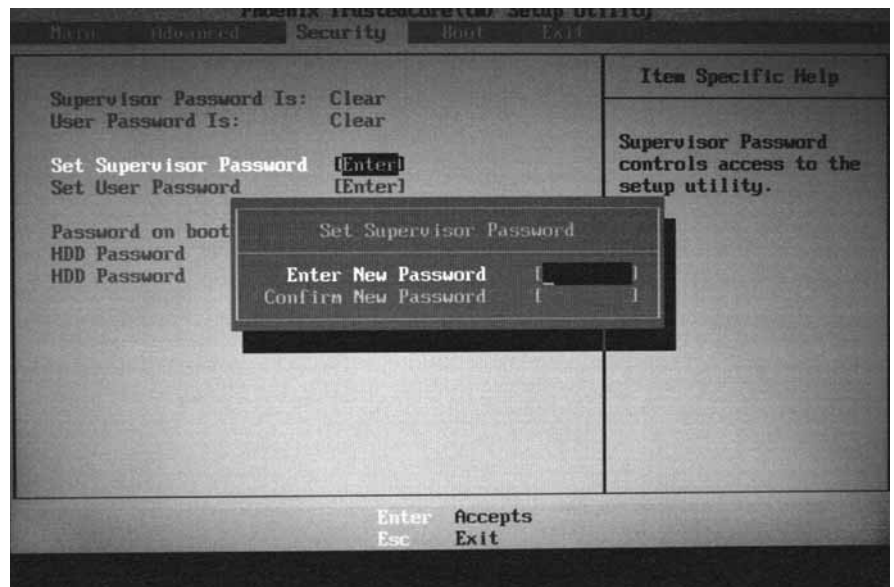 Phoenix TrustedCore(tm) Setup Utility
Main Advanced Security Boot Exit
Item Specific Help
Supervisor Password Is: Clear
User Password Is: Clear
Set Supervisor Password [Enter]
Set User Password [Enter]
Supervisor Password
controls access to the
setup utility.
Password on boot
HDD Password
HDD Password
Set Supervisor Password
Enter New Password [ ]
Confirm New Password [ ]
Enter Accepts
Esc Exit